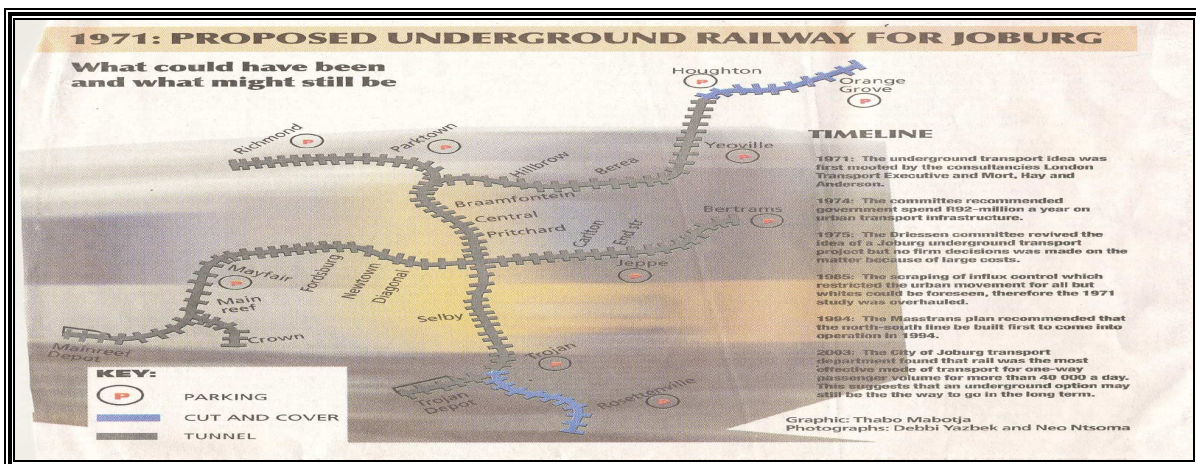 1971: PROPOSED UNDERGROUND RAILWAY FOR JOBURG
What could have been
and what might still be
Houghton
P
Orange
Grove
P
Richmond
P
Parktown
P
Yeoville
P
Hillbrow
Berea
Braamfontein
Central
Pritchard
Carlton
End str
Bertrams
P
Jeppe
P
Mayfair
P
Fordsburg
Newtown
Diagonal
Main
reef
Crown
Selby
Mainreef
Depot
Trojan
P
Trojan
Depot
Rosettenville
P
KEY:
P PARKING
CUT AND COVER
TUNNEL
TIMELINE
1971: The underground transport idea was
first mooted by the consultancies London
Transport Executive and Mort, Hay and
Anderson.
1974: The committee recommended
government spend R92-million a year on
urban transport infrastructure.
1975: The Driessen committee revived the
idea of a Joburg underground transport
project but no firm decisions was made on the
matter because of large costs.
1985: The scraping of influx control which
restricted the urban movement for all but
whites could be foreseen, therefore the 1971
study was overhauled.
1994: The Masstrans plan recommended that
the north-south line be built first to come into
operation in 1994.
2003: The City of Joburg transport
department found that rail was the most
effective mode of transport for one-way
passenger volume for more than 40 000 a day.
This suggests that an underground option may
still be the the way to go in the long term.
Graphic: Thabo Mabotja
Photographs: Debbi Yazbek and Neo Ntsoma